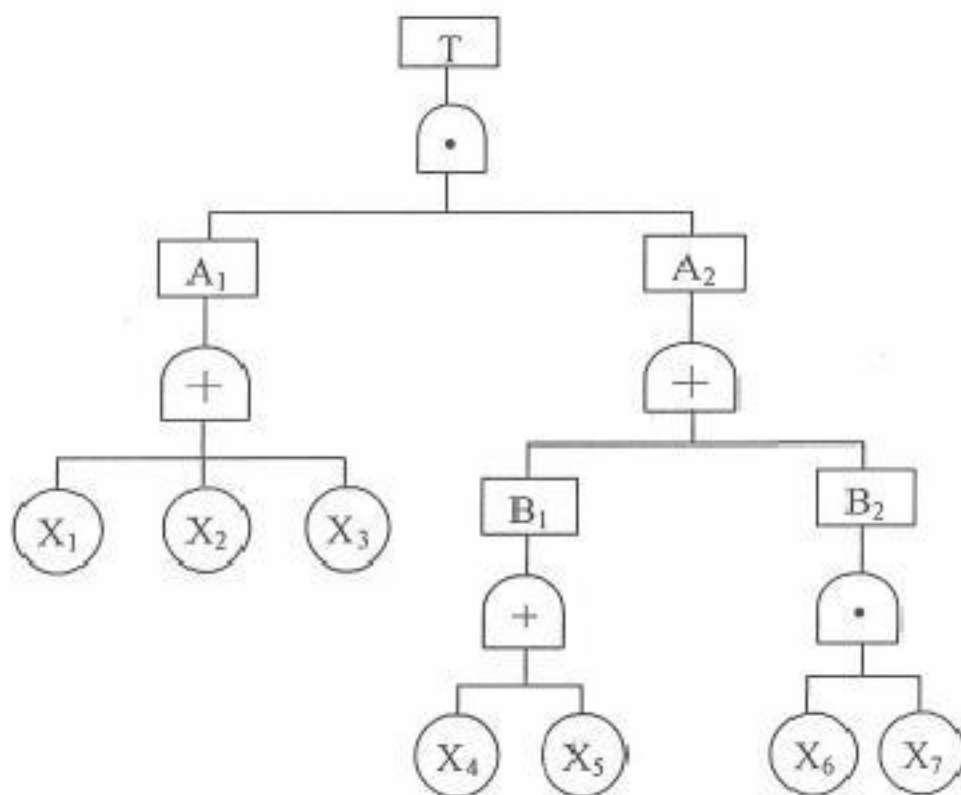 T
•
A₁ A₂
+ +
X₁ X₂ X₃
B₁ B₂
+ •
X₄ X₅ X₆ X₇